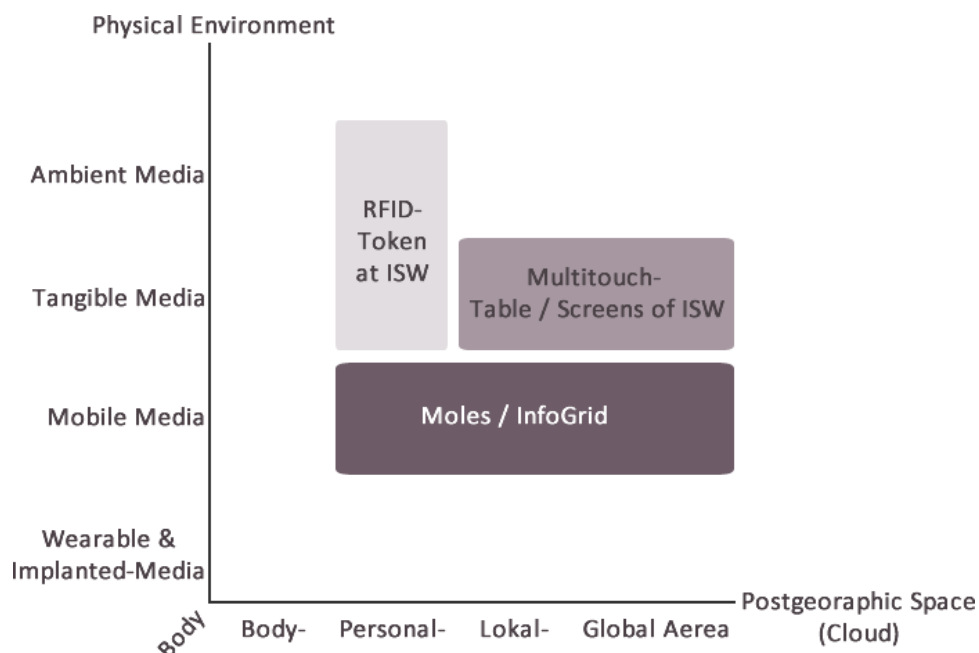 Physical Environment
Ambient Media
RFID-
Token
at ISW
Multitouch-
Table / Screens of ISW
Tangible Media
Mobile Media
Moles / InfoGrid
Wearable &
Implanted-Media
Body
Body-
Personal-
Lokal-
Global Aerea
Postgeoraphic Space
(Cloud)